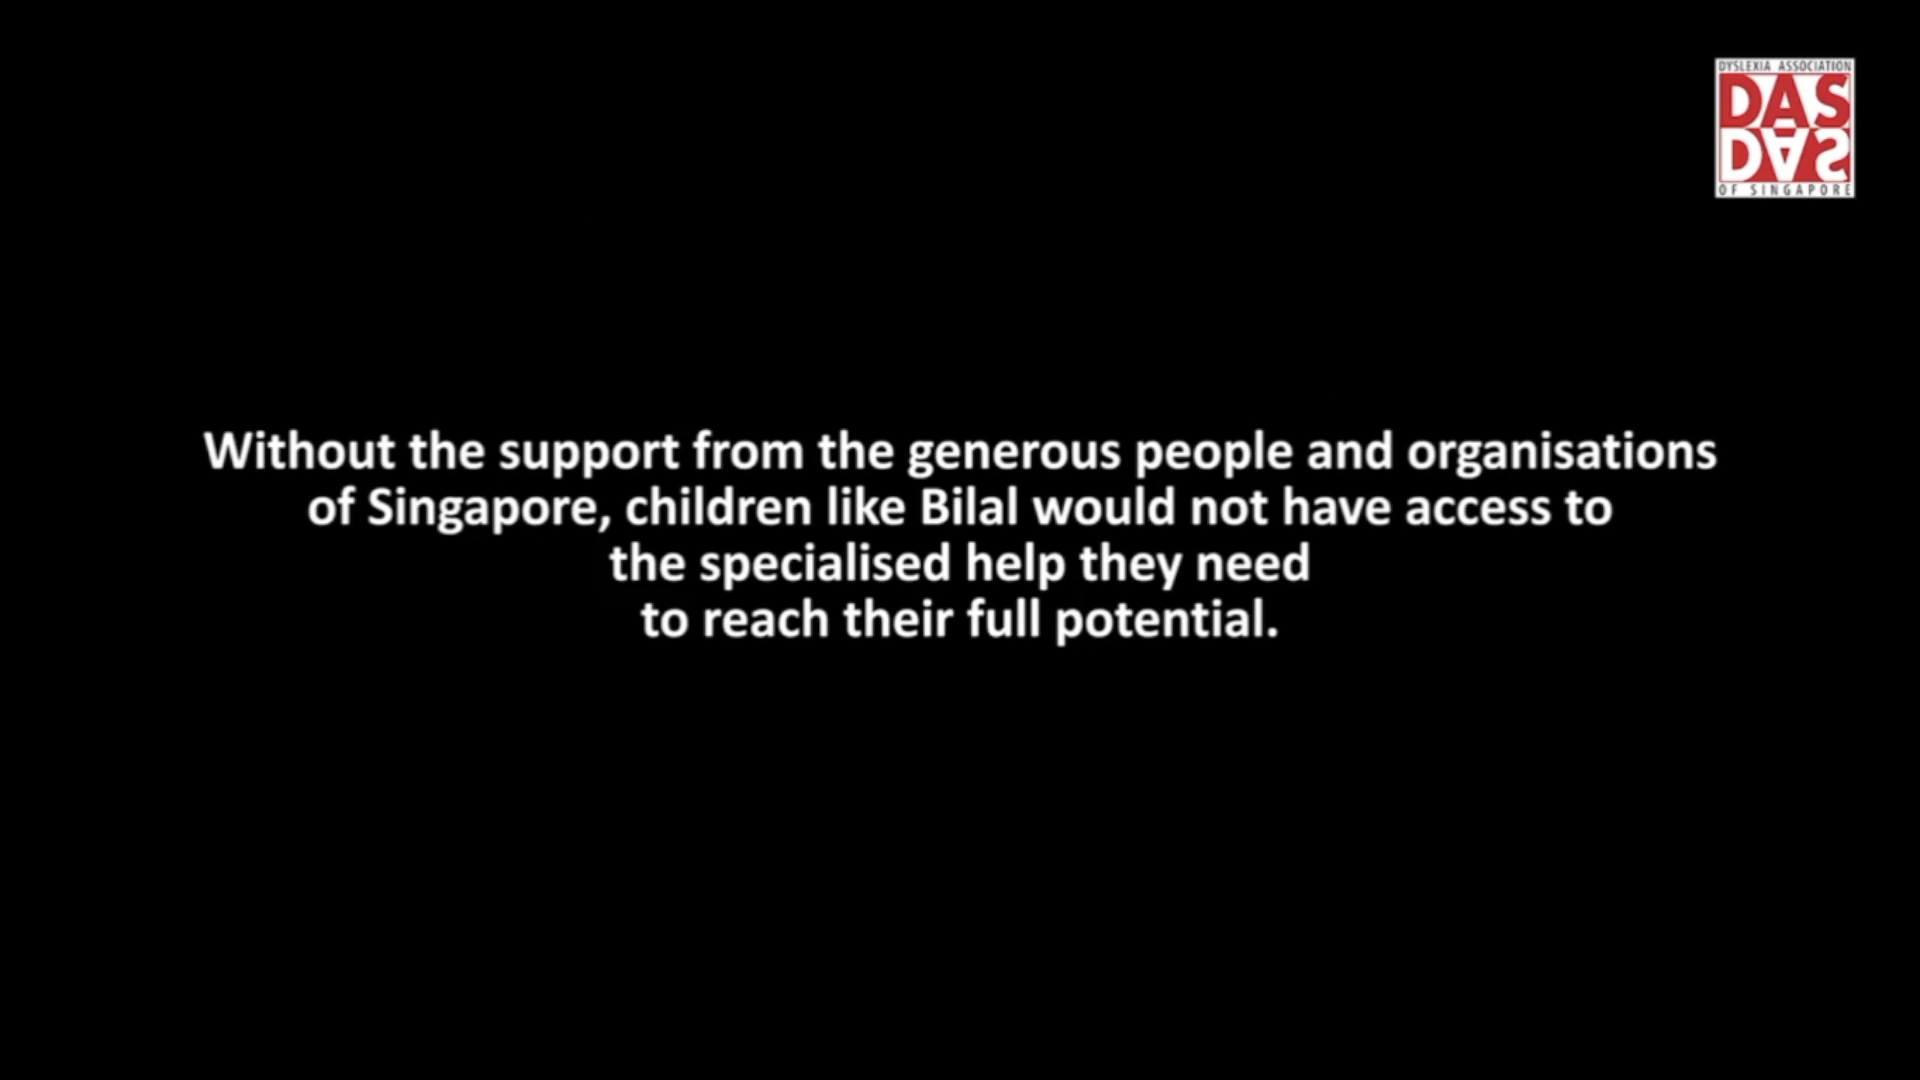 DYSLEXIA ASSOCIATION
DAS
DAS
OF SINGAPORE
Without the support from the generous people and organisations
of Singapore, children like Bilal would not have access to
the specialised help they need
to reach their full potential.